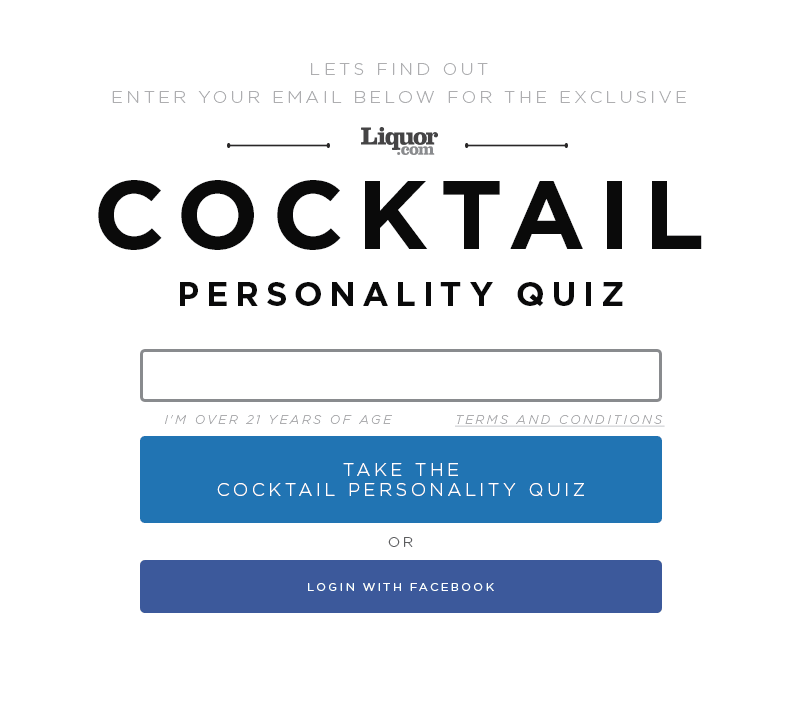 LETS FIND OUT
ENTER YOUR EMAIL BELOW FOR THE EXCLUSIVE
Liquor
.com
COCKTAIL
PERSONALITY QUIZ
I'M OVER 21 YEARS OF AGE
TERMS AND CONDITIONS
TAKE THE
COCKTAIL PERSONALITY QUIZ
OR
LOGIN WITH FACEBOOK